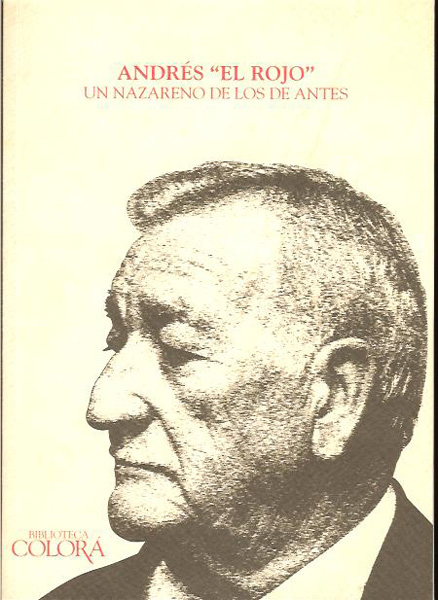 ANDRÉS “EL ROJO”
UN NAZARENO DE LOS DE ANTES
BIBLIOTECA
COLORÁ